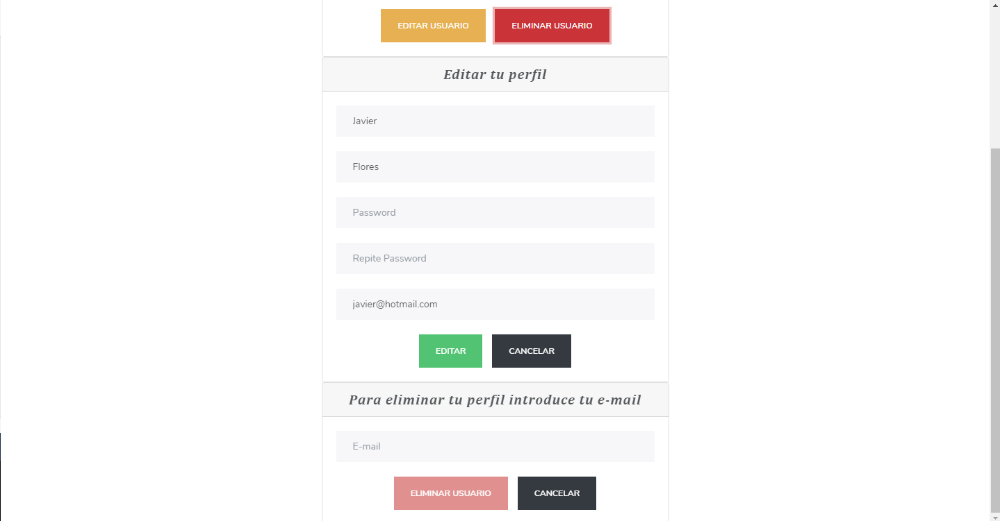 EDITAR USUARIO ELIMINAR USUARIO
Editar tu perfil
Javier
Flores
Password
Repite Password
javier@hotmail.com
EDITAR CANCELAR
Para eliminar tu perfil introduce tu e-mail
E-mail
ELIMINAR USUARIO CANCELAR